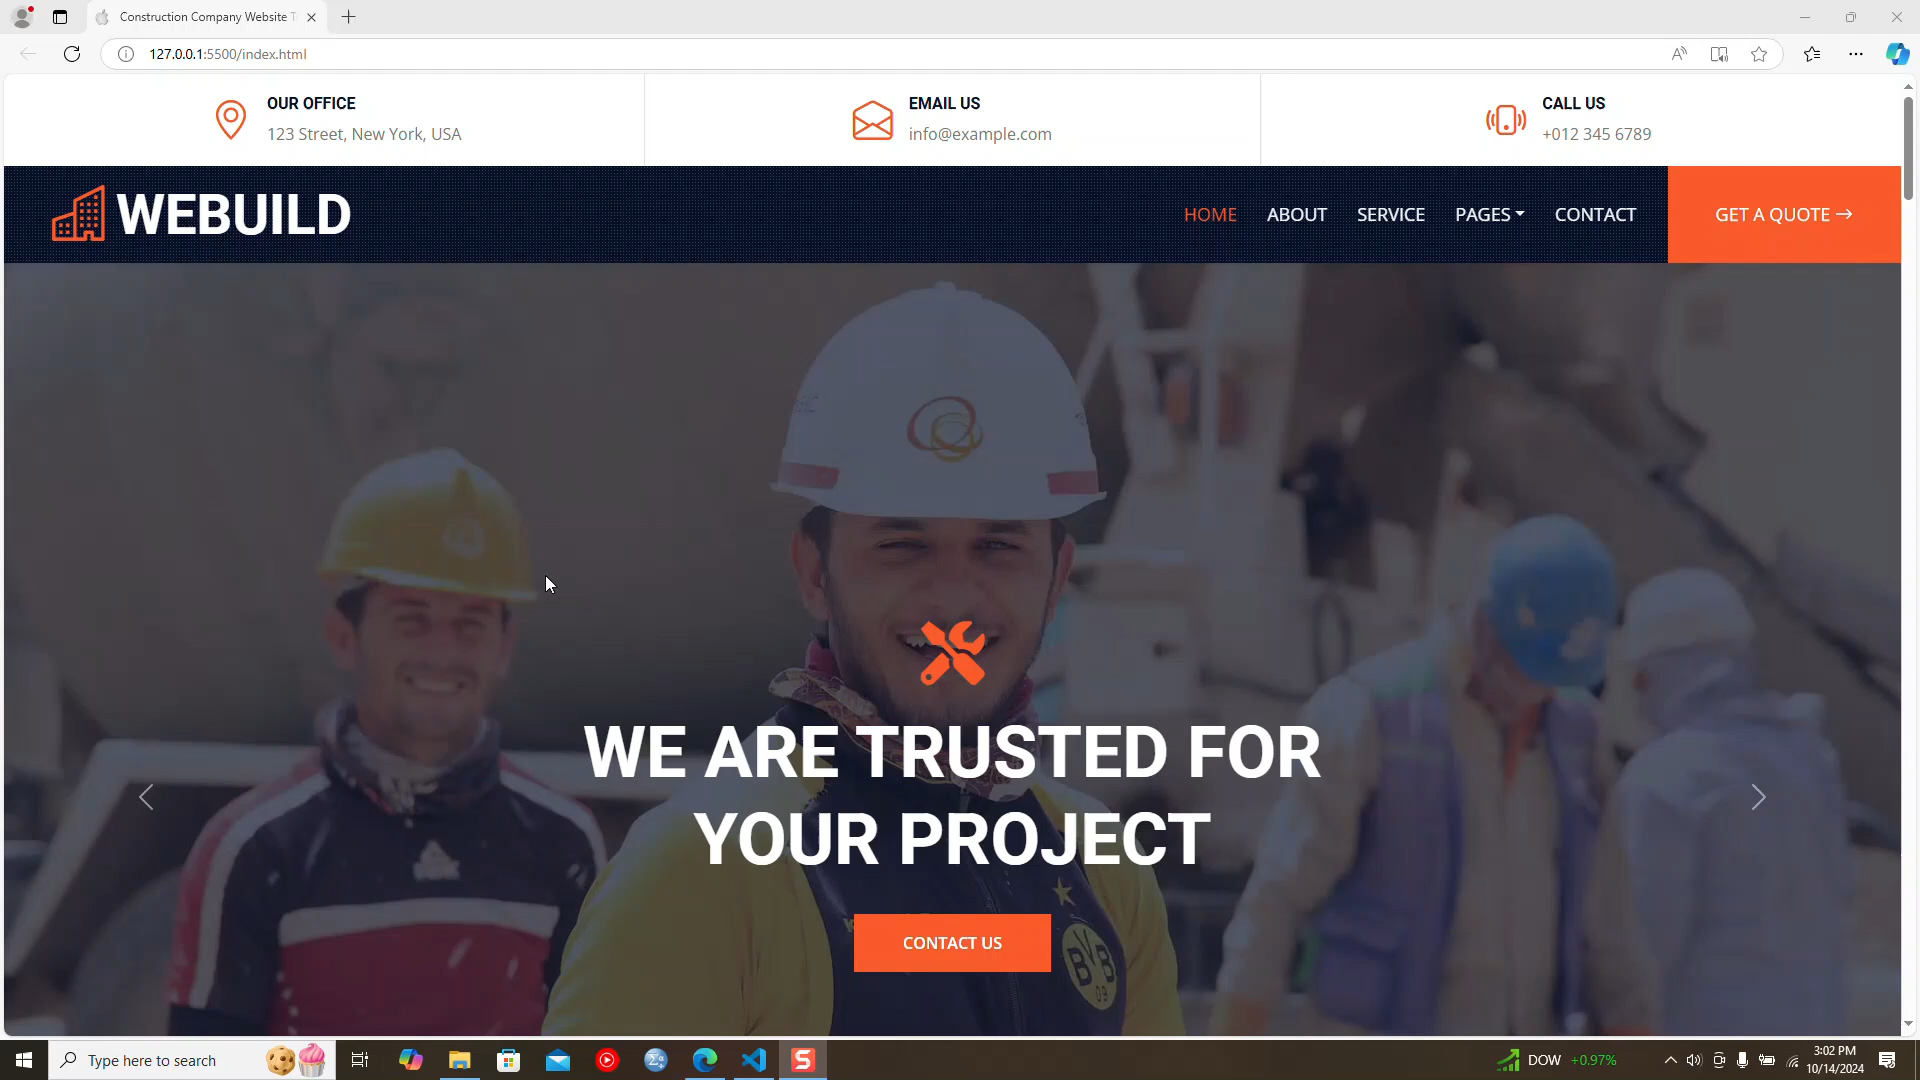 Construction Company Website T
127.0.0.1:5500/index.html
OUR OFFICE
123 Street, New York, USA
EMAIL US
info@example.com
CALL US
+012 345 6789
WEBUILD
HOME
ABOUT
SERVICE
PAGES
CONTACT
GET A QUOTE →
WE ARE TRUSTED FOR
YOUR PROJECT
CONTACT US
BVB
09
Type here to search
DOW +0.97%
3:02 PM
10/14/2024